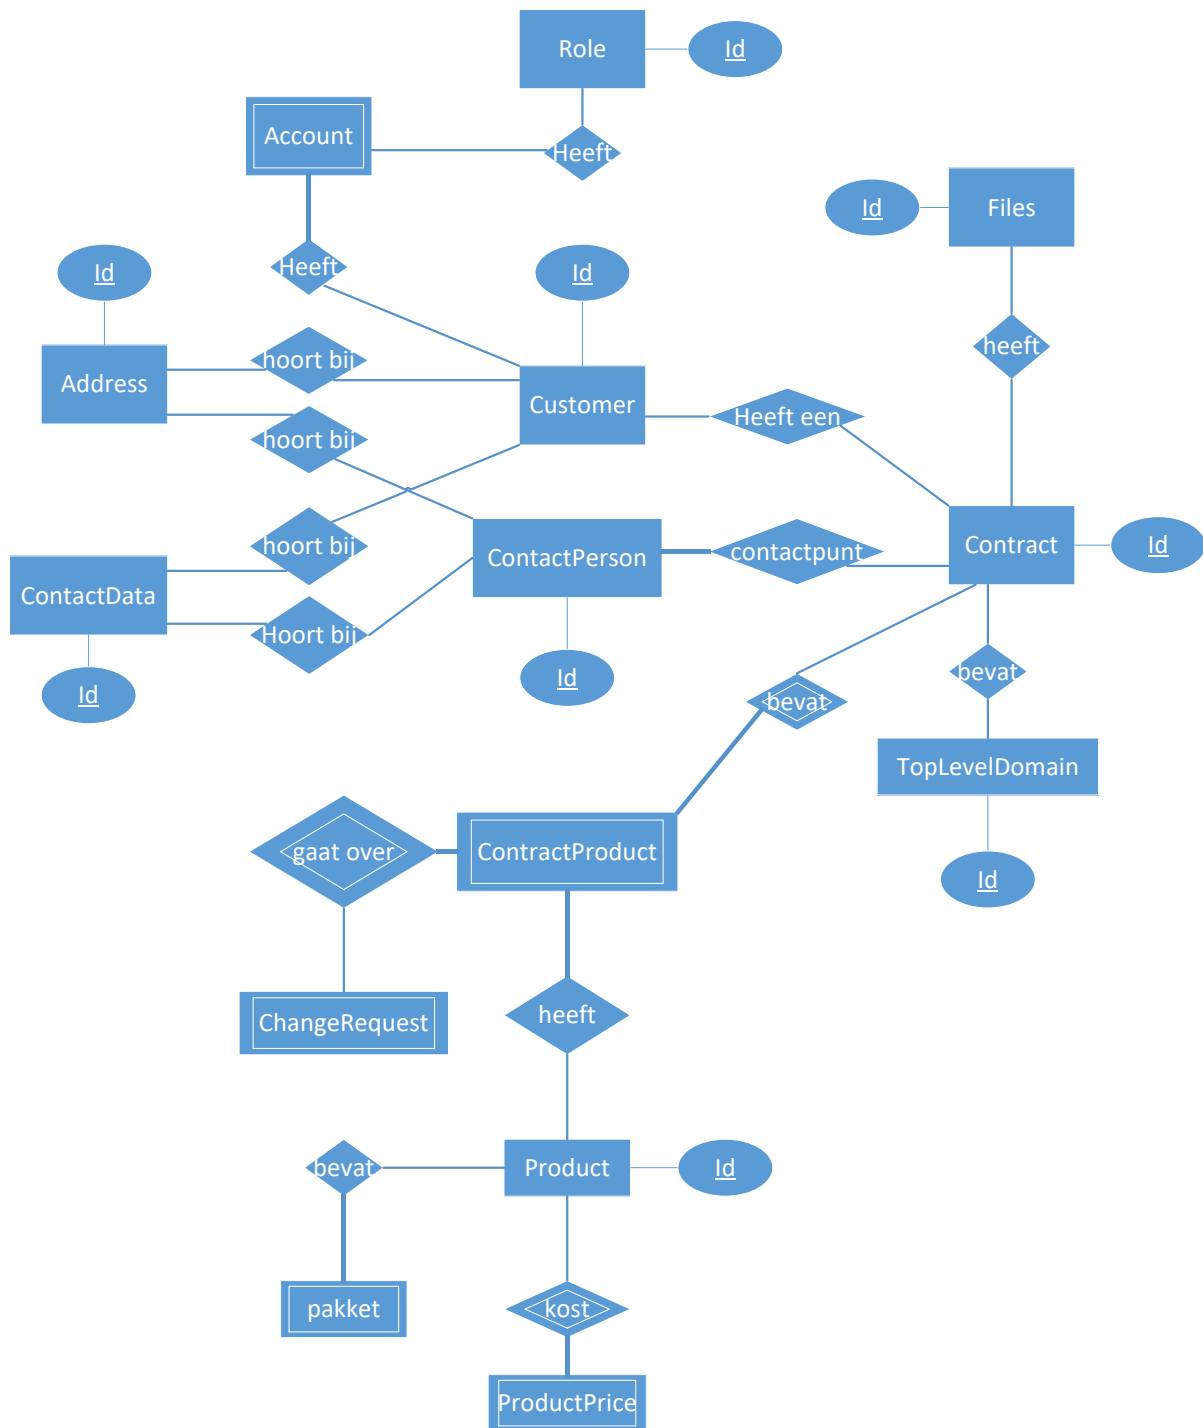 Role
Id
Account
Heeft
Files
Id
Heeft
Id
Id
heeft
hoort bij
Address
Customer
Heeft een
hoort bij
hoort bij
contactpunt
Contract
Id
ContactPerson
ContactData
Hoort bij
Id
Id
bevat
bevat
TopLevelDomain
gaat over
ContractProduct
Id
heeft
ChangeRequest
bevat
Product
Id
pakket
kost
ProductPrice